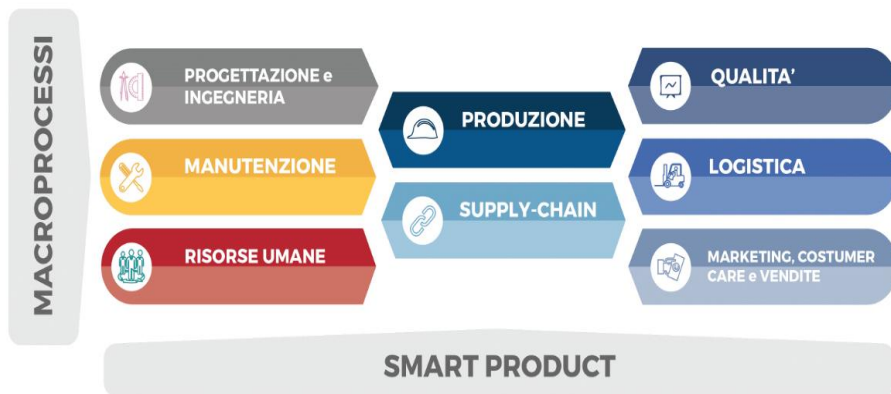 MACROPROCESSI
PROGETTAZIONE e
INGEGNERIA
MANUTENZIONE
RISORSE UMANE
PRODUZIONE
SUPPLY-CHAIN
QUALITA'
LOGISTICA
MARKETING, COSTUMER
CARE e VENDITE
SMART PRODUCT